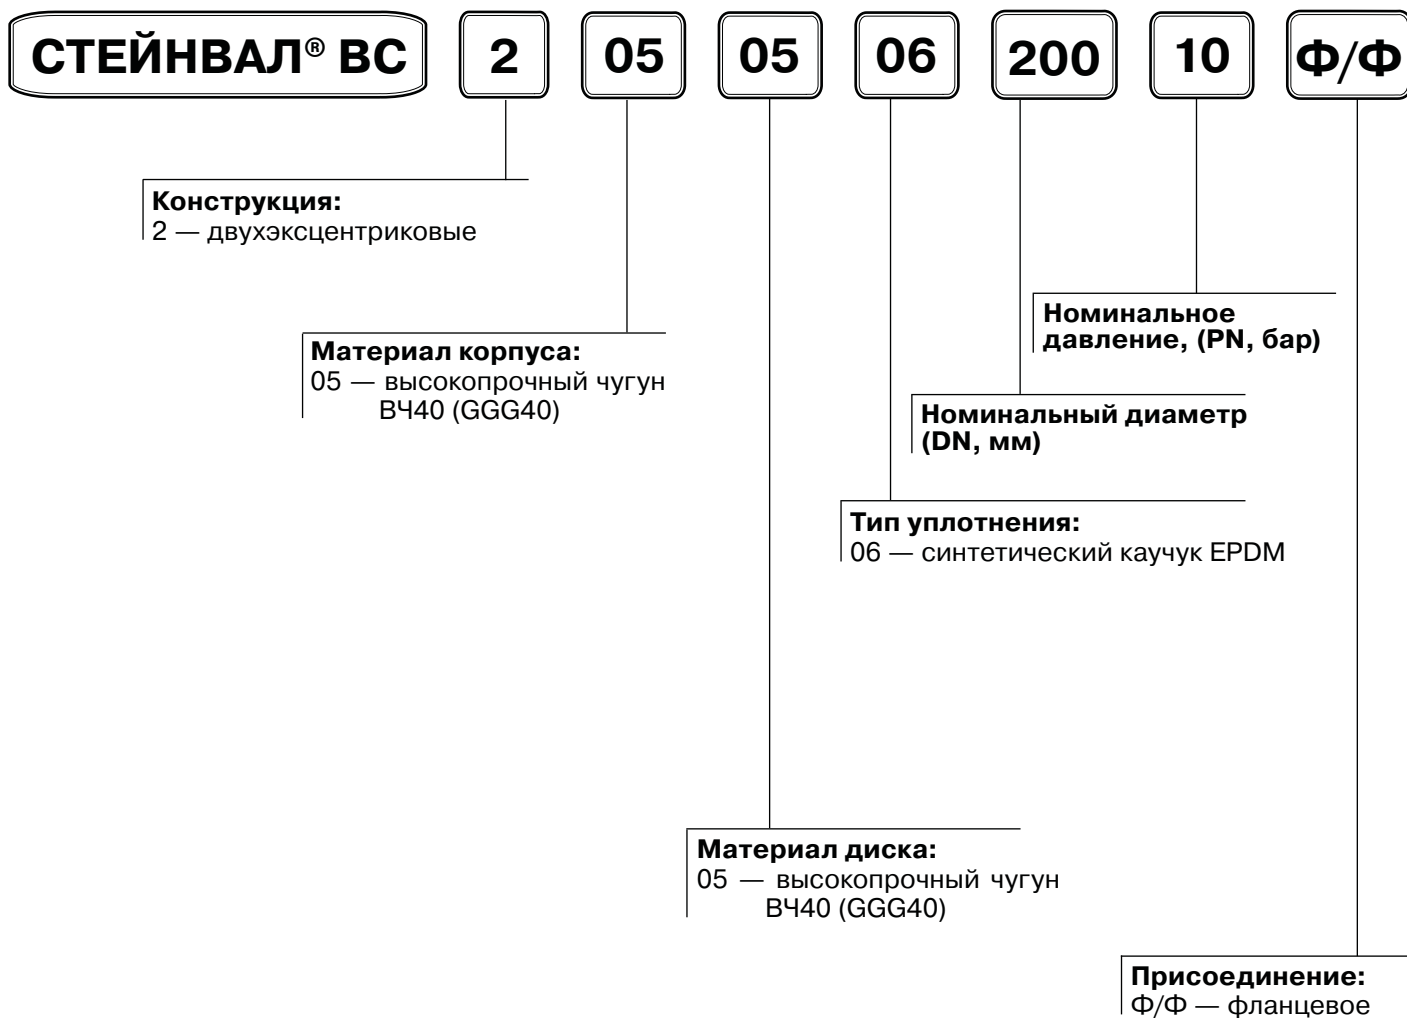 СТЕЙНВАЛ® ВС 2 05 05 06 200 10 Ф/Ф
Конструкция:
2 — двухэксцентриковые
Номинальное
давление, (PN, бар)
Материал корпуса:
05 — высокопрочный чугун
ВЧ40 (GGG40)
Номинальный диаметр
(DN, мм)
Тип уплотнения:
06 — синтетический каучук EPDM
Материал диска:
05 — высокопрочный чугун
ВЧ40 (GGG40)
Присоединение:
Ф/Ф — фланцевое